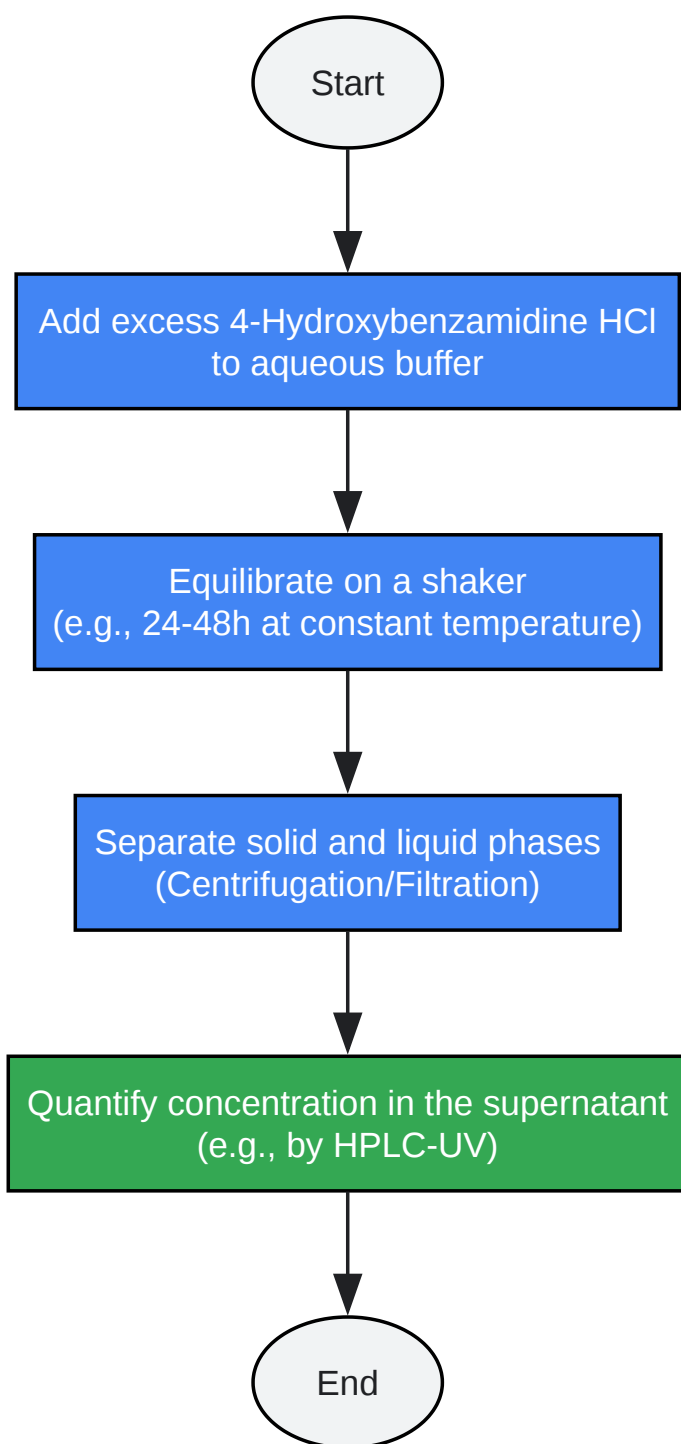 Start
Add excess 4-Hydroxybenzamidine HCl
to aqueous buffer
Equilibrate on a shaker
(e.g., 24-48h at constant temperature)
Separate solid and liquid phases
(Centrifugation/Filtration)
Quantify concentration in the supernatant
(e.g., by HPLC-UV)
End